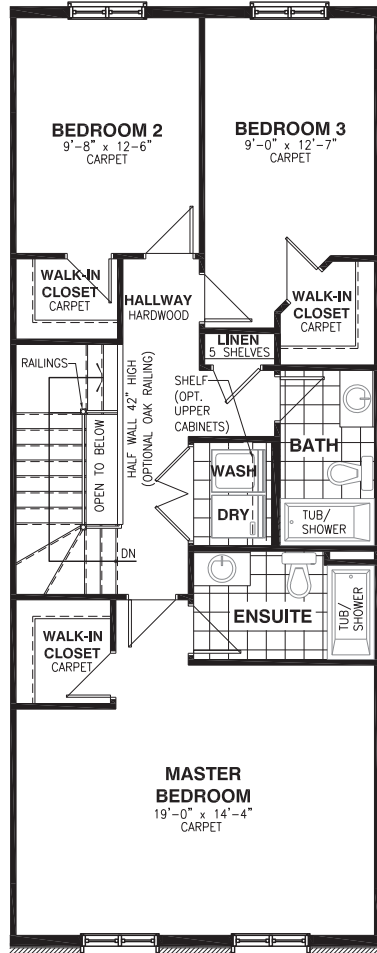 BEDROOM 2
9'-8" x 12-6"
CARPET
BEDROOM 3
9'-0" x 12'-7"
CARPET
WALK-IN
CLOSET
CARPET
HALLWAY
HARDWOOD
WALK-IN
CLOSET
CARPET
LINEN
5 SHELVES
RAILINGS
OPEN TO BELOW
HALF WALL 42" HIGH
(OPTIONAL OAK RAILING)
SHELF
(OPT.
UPPER
CABINETS)
BATH
WASH
DRY
TUB/
SHOWER
DN
ENSUITE
TUB/
SHOWER
WALK-IN
CLOSET
CARPET
MASTER
BEDROOM
19'-0" x 14'-4"
CARPET